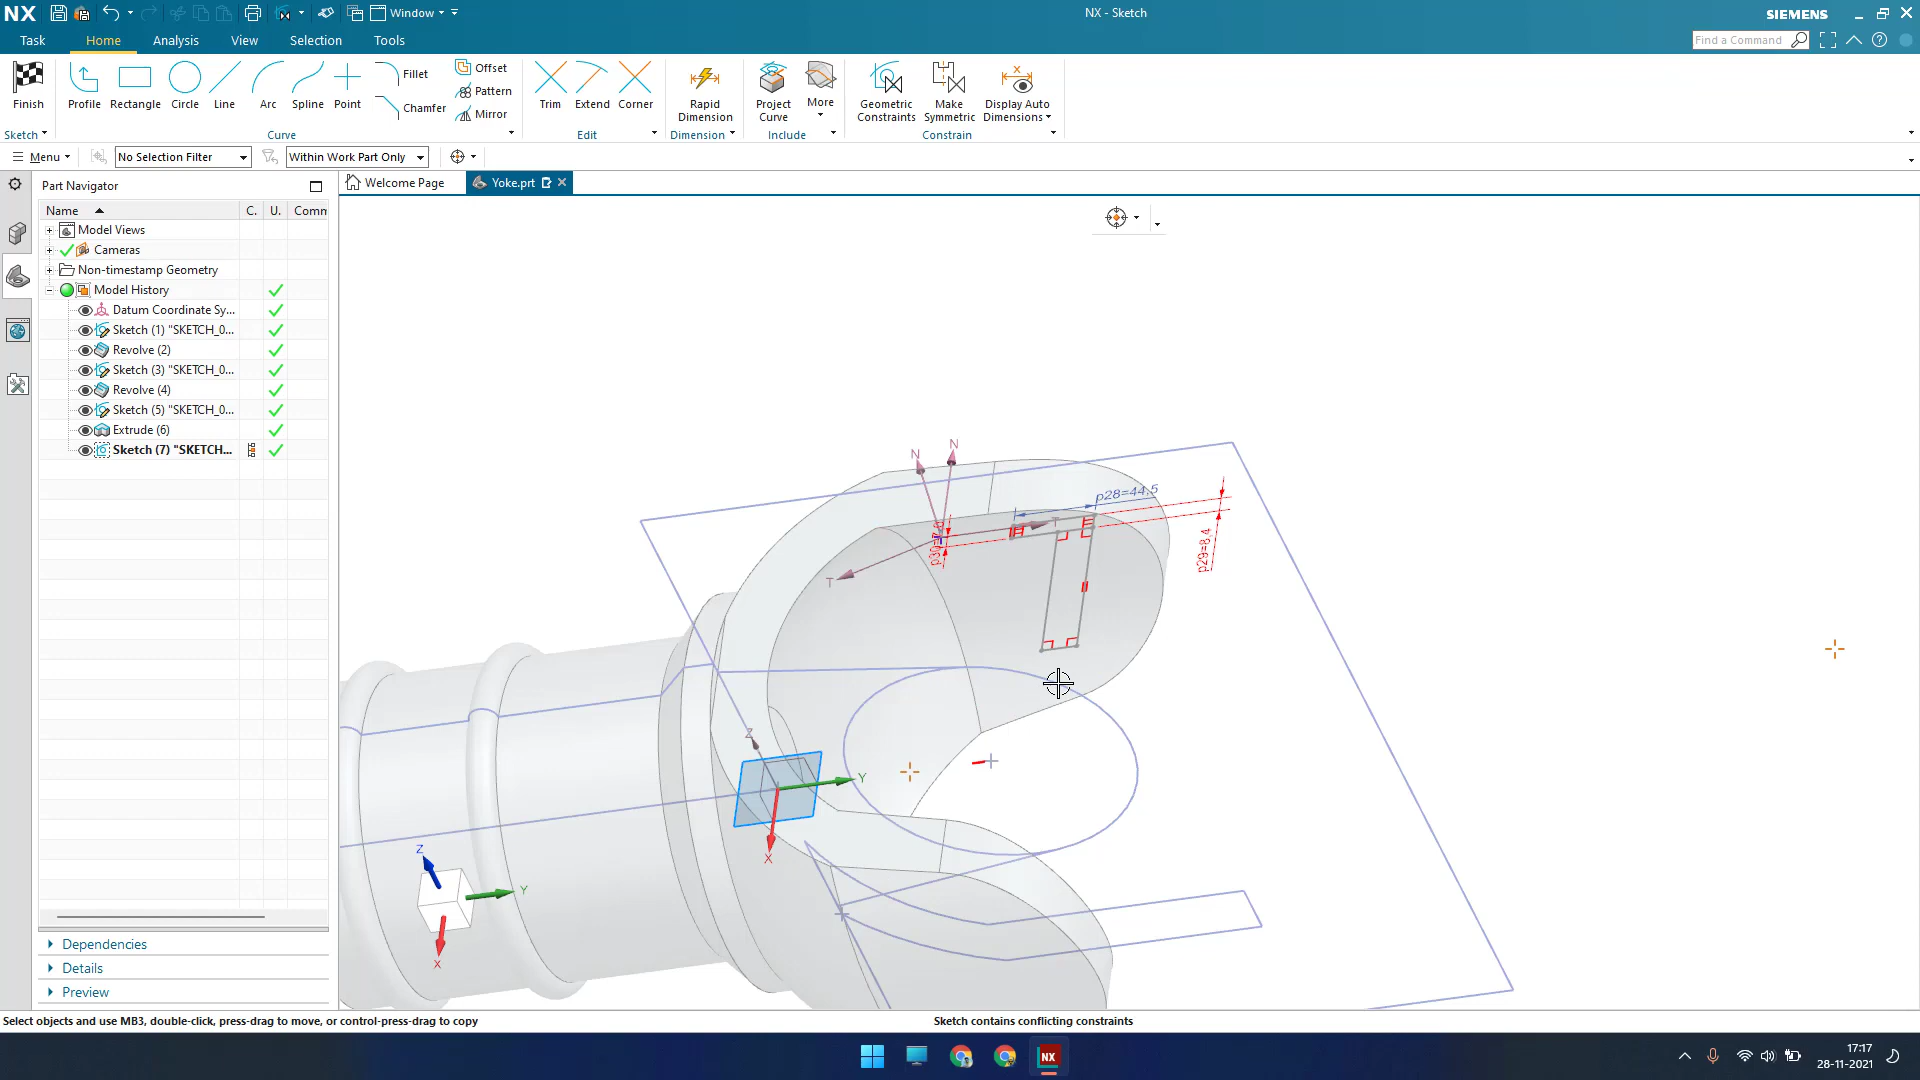 NX
Window
NX - Sketch
SIEMENS
Task
Home
Analysis
View
Selection
Tools
Find a Command
Finish
Profile
Rectangle
Circle
Line
Arc
Spline
Point
Fillet
Chamfer
Offset
Pattern
Mirror
Trim
Extend
Corner
Rapid
Dimension
Project
Curve
More
Geometric
Constraints
Make
Symmetric
Display Auto
Dimensions
Sketch
Curve
Edit
Dimension
Include
Constrain
Menu
No Selection Filter
Within Work Part Only
Part Navigator
Welcome Page
Yoke.prt
Name
C.
U.
Comm
Model Views
Cameras
Non-timestamp Geometry
Model History
Datum Coordinate Sy...
Sketch (1) "SKETCH_0...
Revolve (2)
Sketch (3) "SKETCH_0...
Revolve (4)
Sketch (5) "SKETCH_0...
Extrude (6)
Sketch (7) "SKETCH...
N
N
p28=44,5
T
T
p29=8,4
Z
Y
X
Z
Y
X
Dependencies
Details
Preview
Select objects and use MB3, double-click, press-drag to move, or control-press-drag to copy
Sketch contains conflicting constraints
NX
17:17
28-11-2021